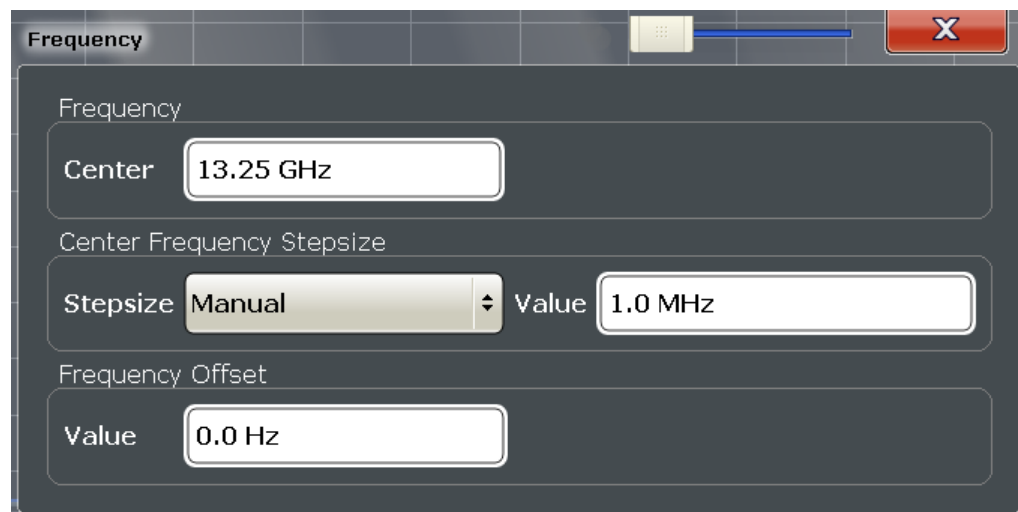 Frequency
X
Frequency
Center 13.25 GHz
Center Frequency Stepsize
Stepsize Manual Value 1.0 MHz
Frequency Offset
Value 0.0 Hz